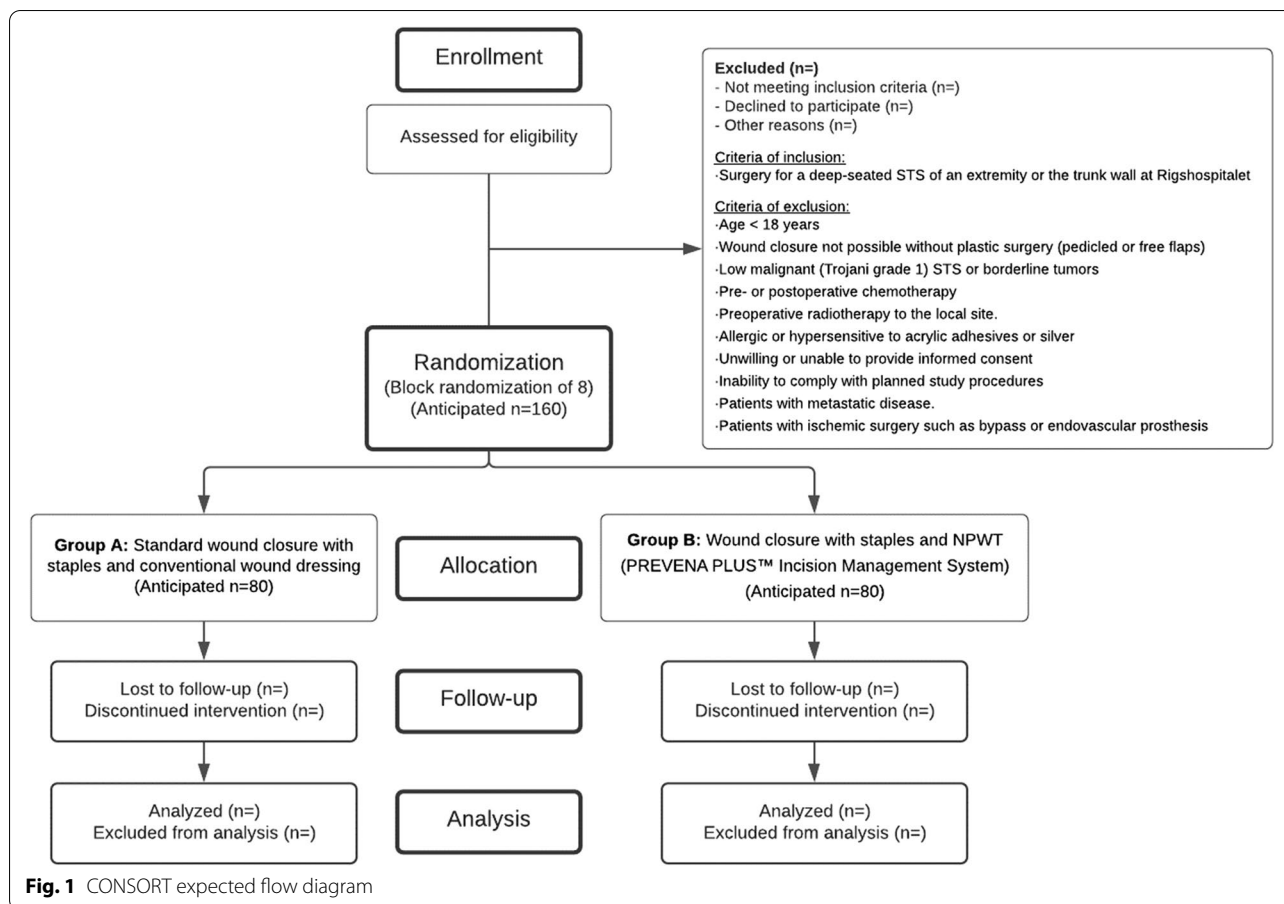 Enrollment
Assessed for eligibility
Excluded (n=)
- Not meeting inclusion criteria (n=)
- Declined to participate (n=)
- Other reasons (n=)
Criteria of inclusion:
·Surgery for a deep-seated STS of an extremity or the trunk wall at Rigshospitalet
Criteria of exclusion:
·Age < 18 years
·Wound closure not possible without plastic surgery (pedicled or free flaps)
·Low malignant (Trojani grade 1) STS or borderline tumors
·Pre- or postoperative chemotherapy
·Preoperative radiotherapy to the local site.
·Allergic or hypersensitive to acrylic adhesives or silver
·Unwilling or unable to provide informed consent
·Inability to comply with planned study procedures
·Patients with metastatic disease.
·Patients with ischemic surgery such as bypass or endovascular prosthesis
Randomization
(Block randomization of 8)
(Anticipated n=160)
Group A: Standard wound closure with
staples and conventional wound dressing
(Anticipated n=80)
Allocation
Group B: Wound closure with staples and NPWT
(PREVENA PLUS™ Incision Management System)
(Anticipated n=80)
Lost to follow-up (n=)
Discontinued intervention (n=)
Follow-up
Lost to follow-up (n=)
Discontinued intervention (n=)
Analyzed (n=)
Excluded from analysis (n=)
Analysis
Analyzed (n=)
Excluded from analysis (n=)
Fig. 1 CONSORT expected flow diagram